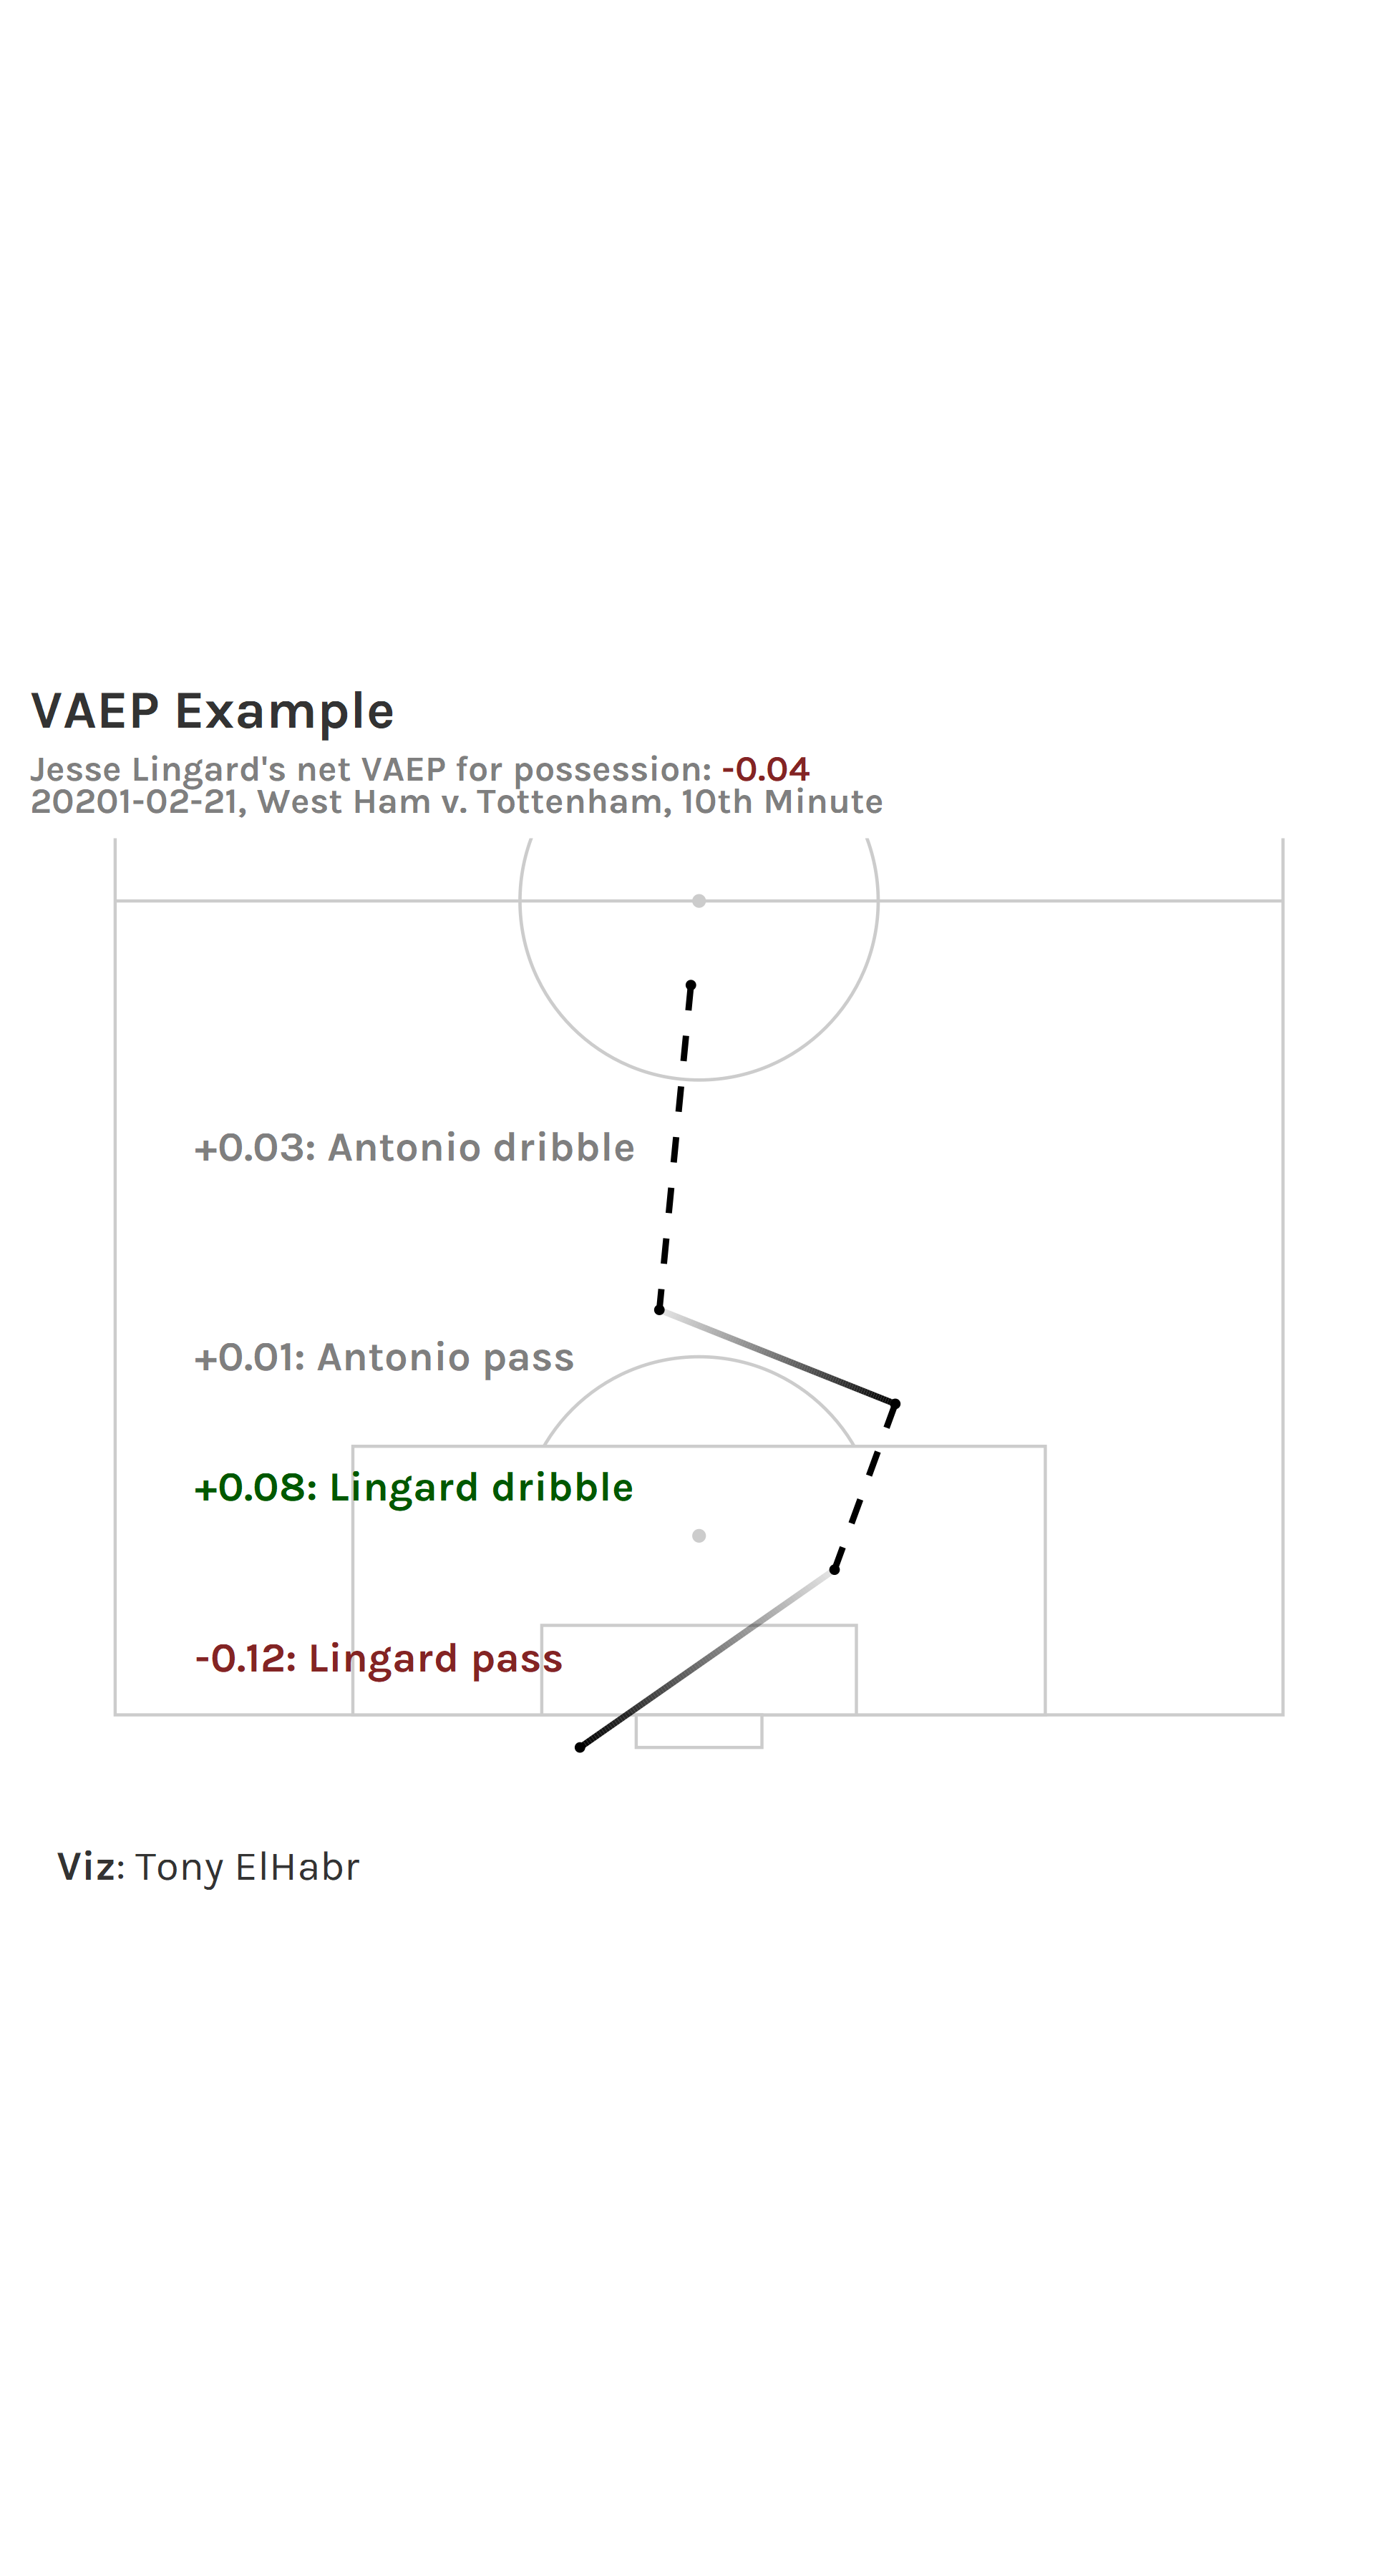 VAEP Example
Jesse Lingard's net VAEP for possession: -0.04
20201-02-21, West Ham v. Tottenham, 10th Minute
+0.03: Antonio dribble
+0.01: Antonio pass
+0.08: Lingard dribble
-0.12: Lingard pass
Viz: Tony ElHabr